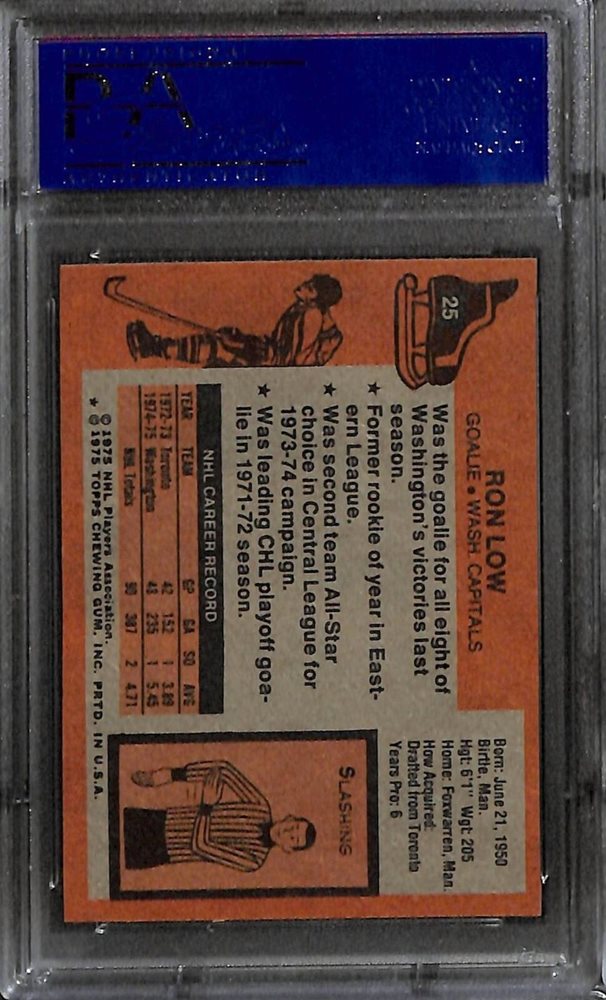 PSA
25
RON LOW
GOALIE • WASH. CAPITALS
Born: June 21, 1950
Birtle, Man.
Hgt: 6'1" Wgt: 205
Home: Foxwarren, Man.
How Acquired:
Drafted from Toronto
Years Pro: 6
Was the goalie for all eight of
Washington's victories last
season.
★ Former rookie of year in East-
ern League.
★ Was second team All-Star
choice in Central League for
1973-74 campaign.
★ Was leading CHL playoff goa-
lie in 1971-72 season.
NHL CAREER RECORD
YEAR TEAM GP GA SO AVG
1972-73 Toronto 42 152 1 3.89
1974-75 Washington 48 235 1 5.45
NHL Totals 90 387 2 4.71
SLASHING
© 1975 NHL Players Association.
★ © 1975 TOPPS CHEWING GUM, INC. PRTD. IN U.S.A.